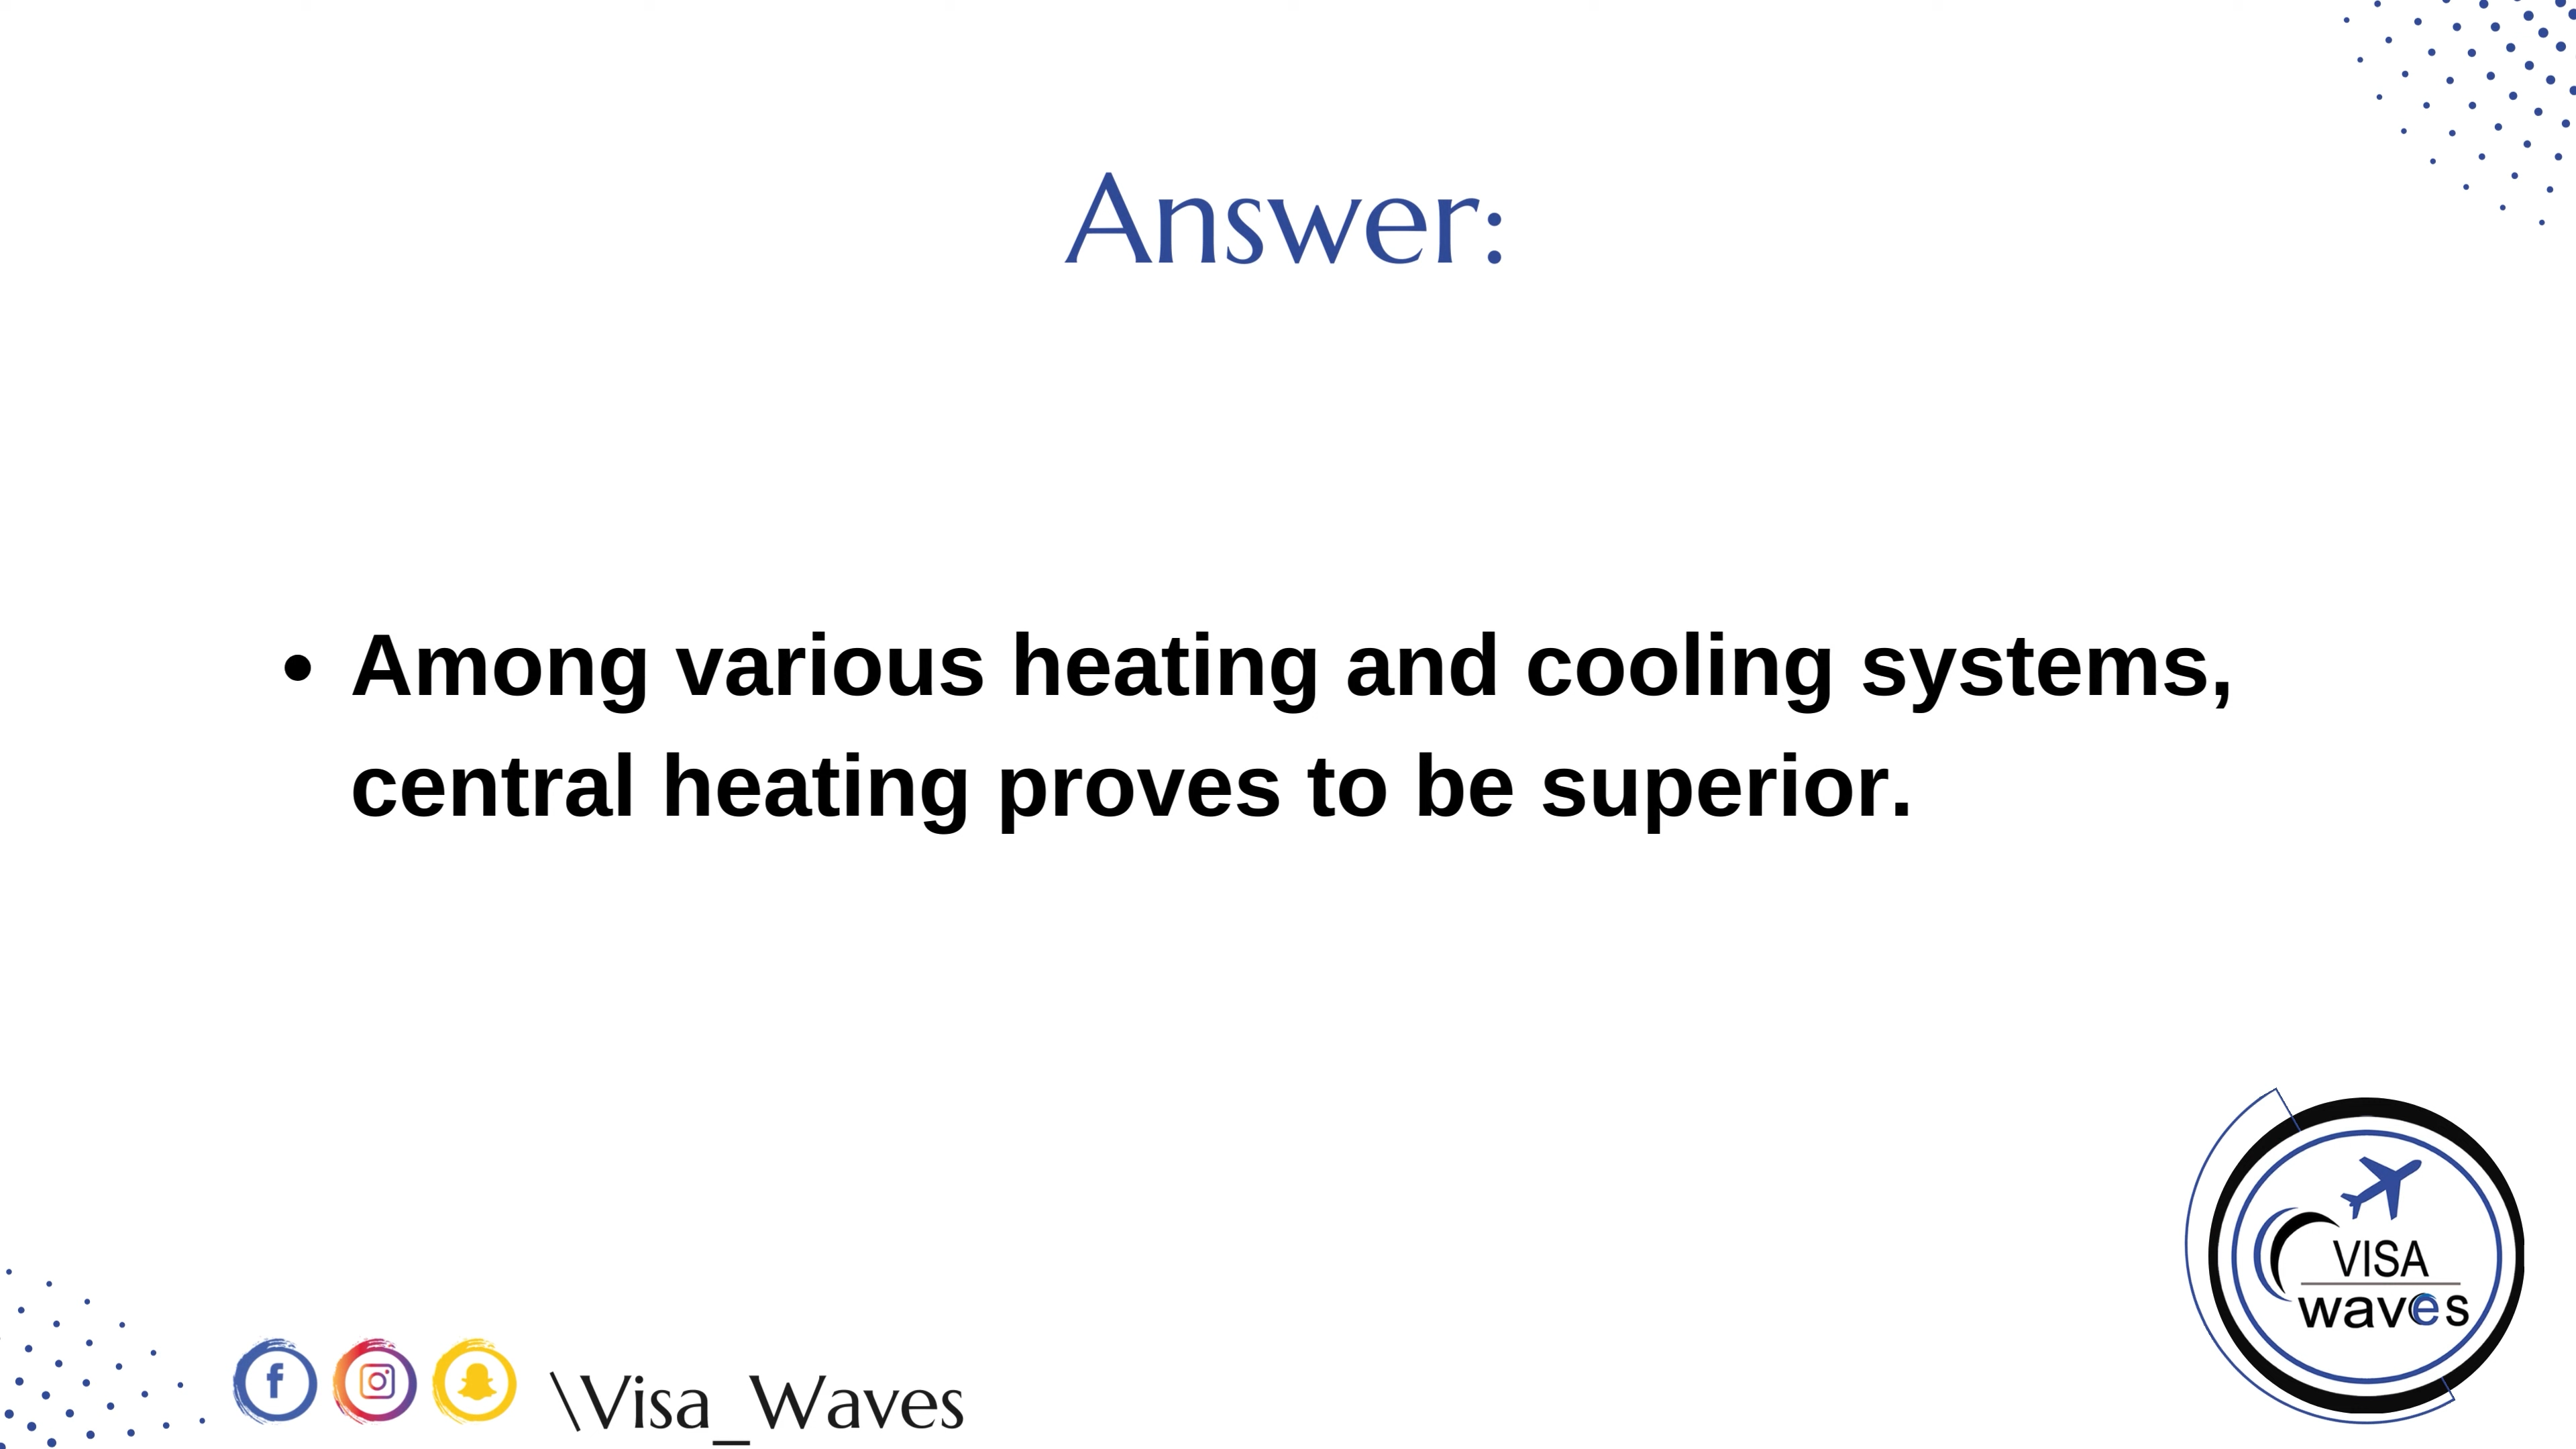 Answer:
• Among various heating and cooling systems,
central heating proves to be superior.
VISA
waves
\Visa_Waves